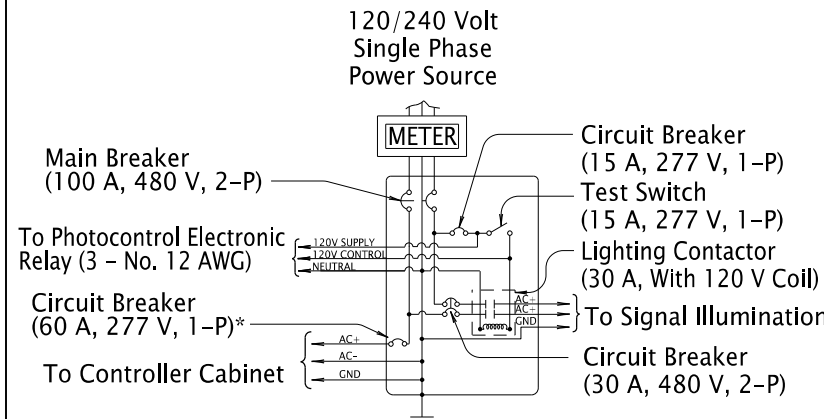 120/240 Volt
Single Phase
Power Source
METER
Main Breaker
(100 A, 480 V, 2-P)
Circuit Breaker
(15 A, 277 V, 1-P)
Test Switch
(15 A, 277 V, 1-P)
To Photocontrol Electronic
Relay (3 – No. 12 AWG)
120V SUPPLY
120V CONTROL
NEUTRAL
Lighting Contactor
(30 A, With 120 V Coil)
Circuit Breaker
(60 A, 277 V, 1-P)*
AC+
AC+
GND
To Signal Illumination
AC+
AC-
GND
To Controller Cabinet
Circuit Breaker
(30 A, 480 V, 2-P)